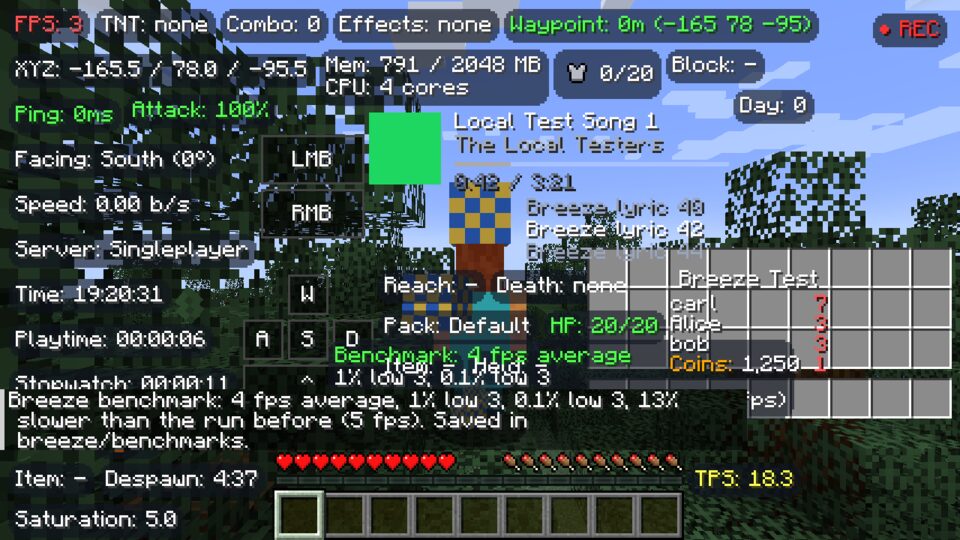 FPS: 3 TNT: none Combo: 0 Effects: none Waypoint: 0m (-165 78 -95) REC
XYZ: -165.5 / 78.0 / -95.5 Mem: 791 / 2048 MB 0/20 Block: -
CPU: 4 cores
Day: 0
Ping: 0ms Attack: 100%
Local Test Song 1
The Local Testers
Facing: South (0°) LMB
0:42 / 3:21
Speed: 0.00 b/s RMB
Breeze lyric 40
Breeze lyric 42
Breeze lyric 44
Server: Singleplayer
Breeze Test
Reach: - Death: none
Time: 19:20:31 W
carl 7
Alice 3
bob 3
Coins: 1,250 1
Pack: Default HP: 20/20
Playtime: 00:00:06 A S D
Benchmark: 4 fps average
Item: - Held: -
1% low 3, 0.1% low 3
Stopwatch: 00:00:11 ^
Breeze benchmark: 4 fps average, 1% low 3, 0.1% low 3, 13%
slower than the run before (5 fps). Saved in
breeze/benchmarks.
fps)
Item: - Despawn: 4:37
TPS: 18.3
Saturation: 5.0